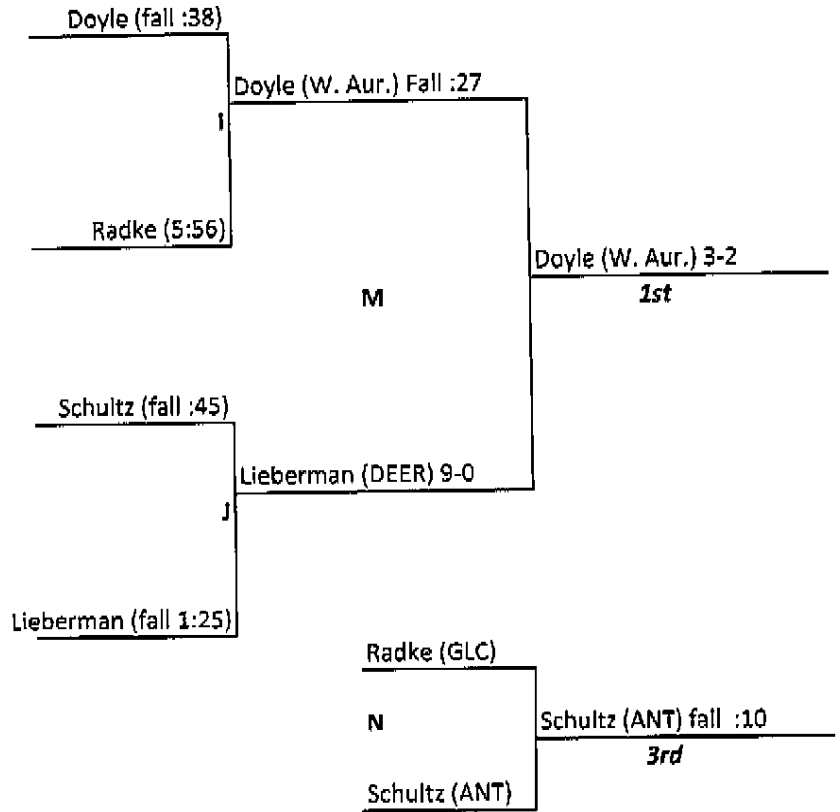 Doyle (fall :38)
Doyle (W. Aur.) Fall :27
I
Radke (5:56)
Doyle (W. Aur.) 3-2
1st
M
Schultz (fall :45)
Lieberman (DEER) 9-0
J
Lieberman (fall 1:25)
Radke (GLC)
N
Schultz (ANT) fall :10
3rd
Schultz (ANT)